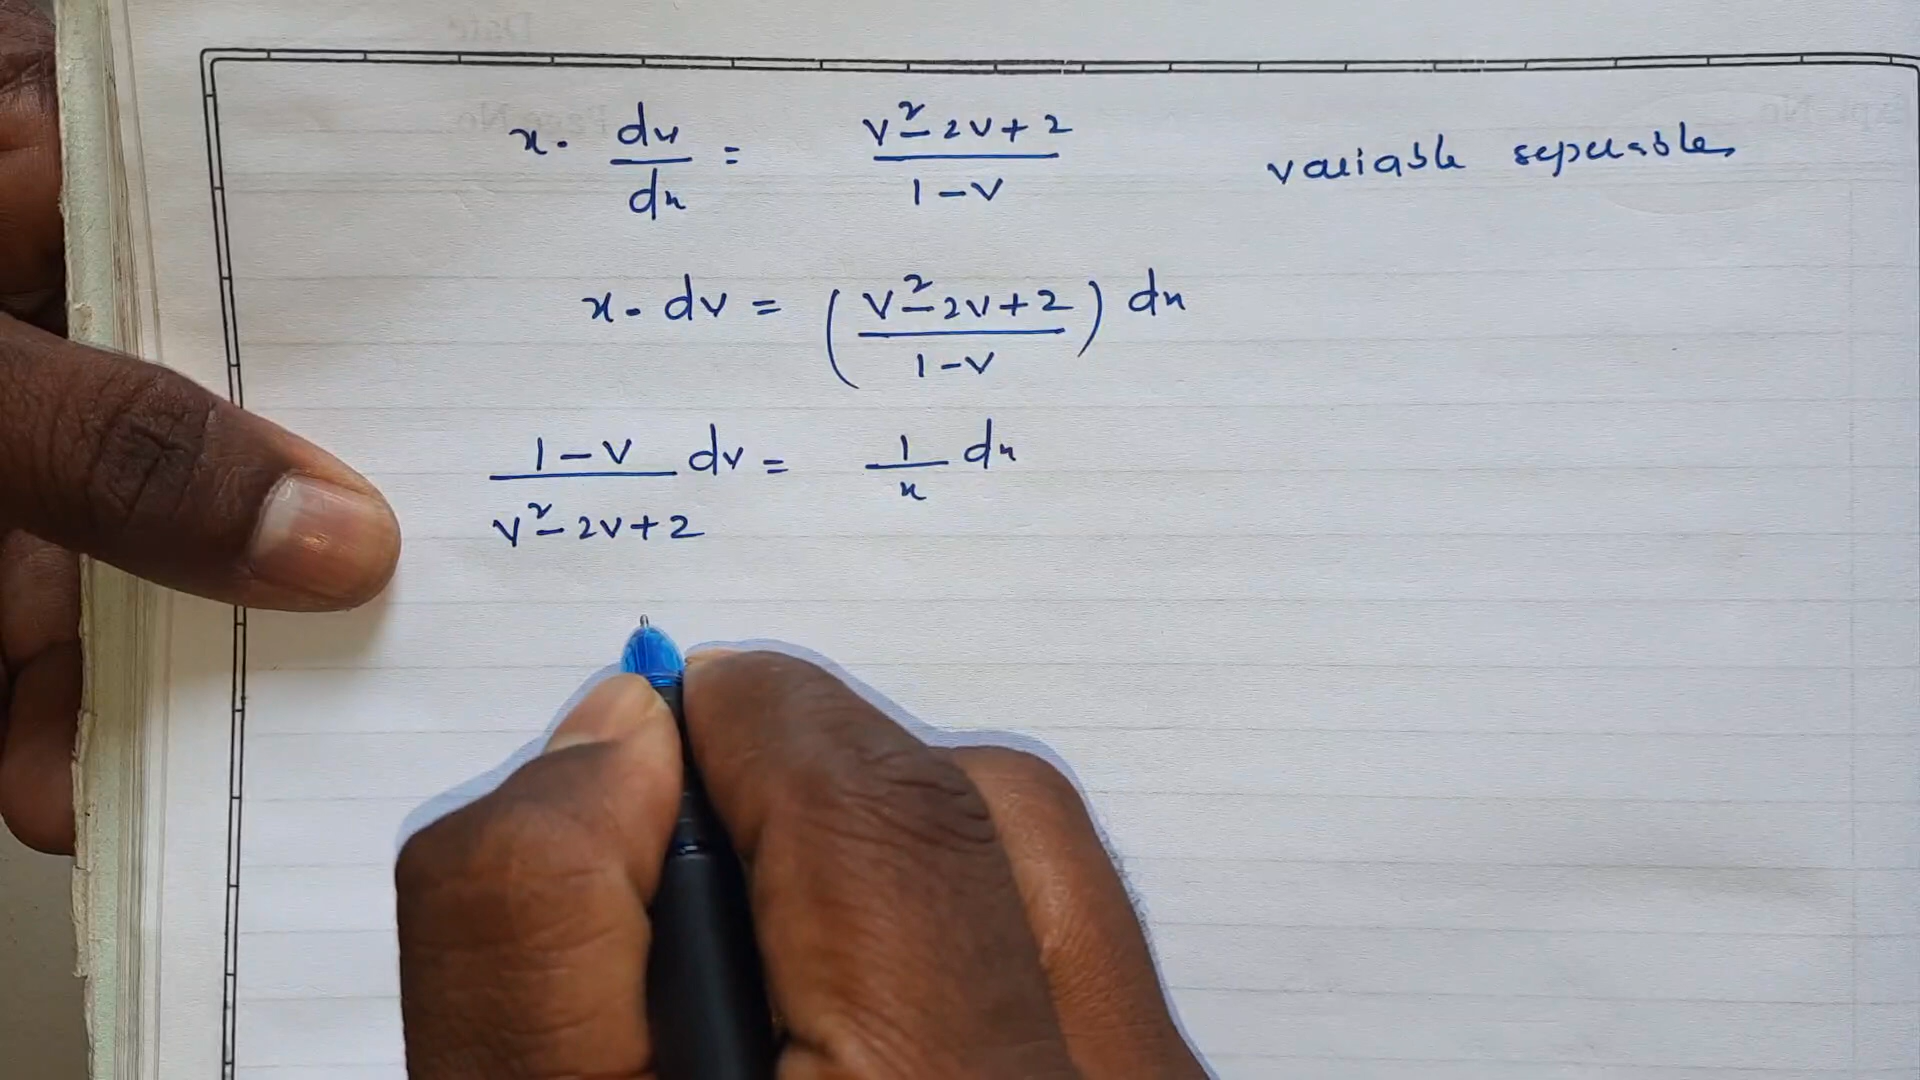 x. dv/dx = v²-2v+2/1-v variable seperables
x. dv = (v²-2v+2/1-v) dx
1-v/v²-2v+2 dv = 1/x dx